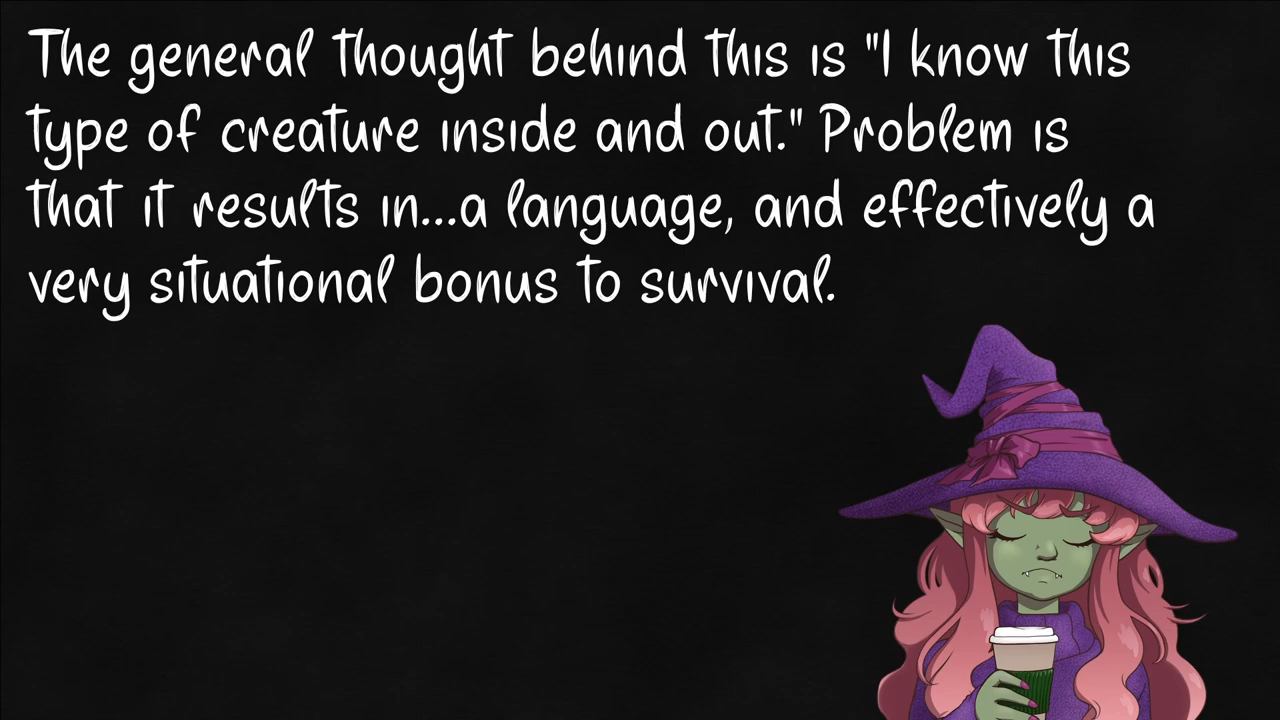 The general thought behind this is "I know this
type of creature inside and out." Problem is
that it results in...a language, and effectively a
very situational bonus to survival.